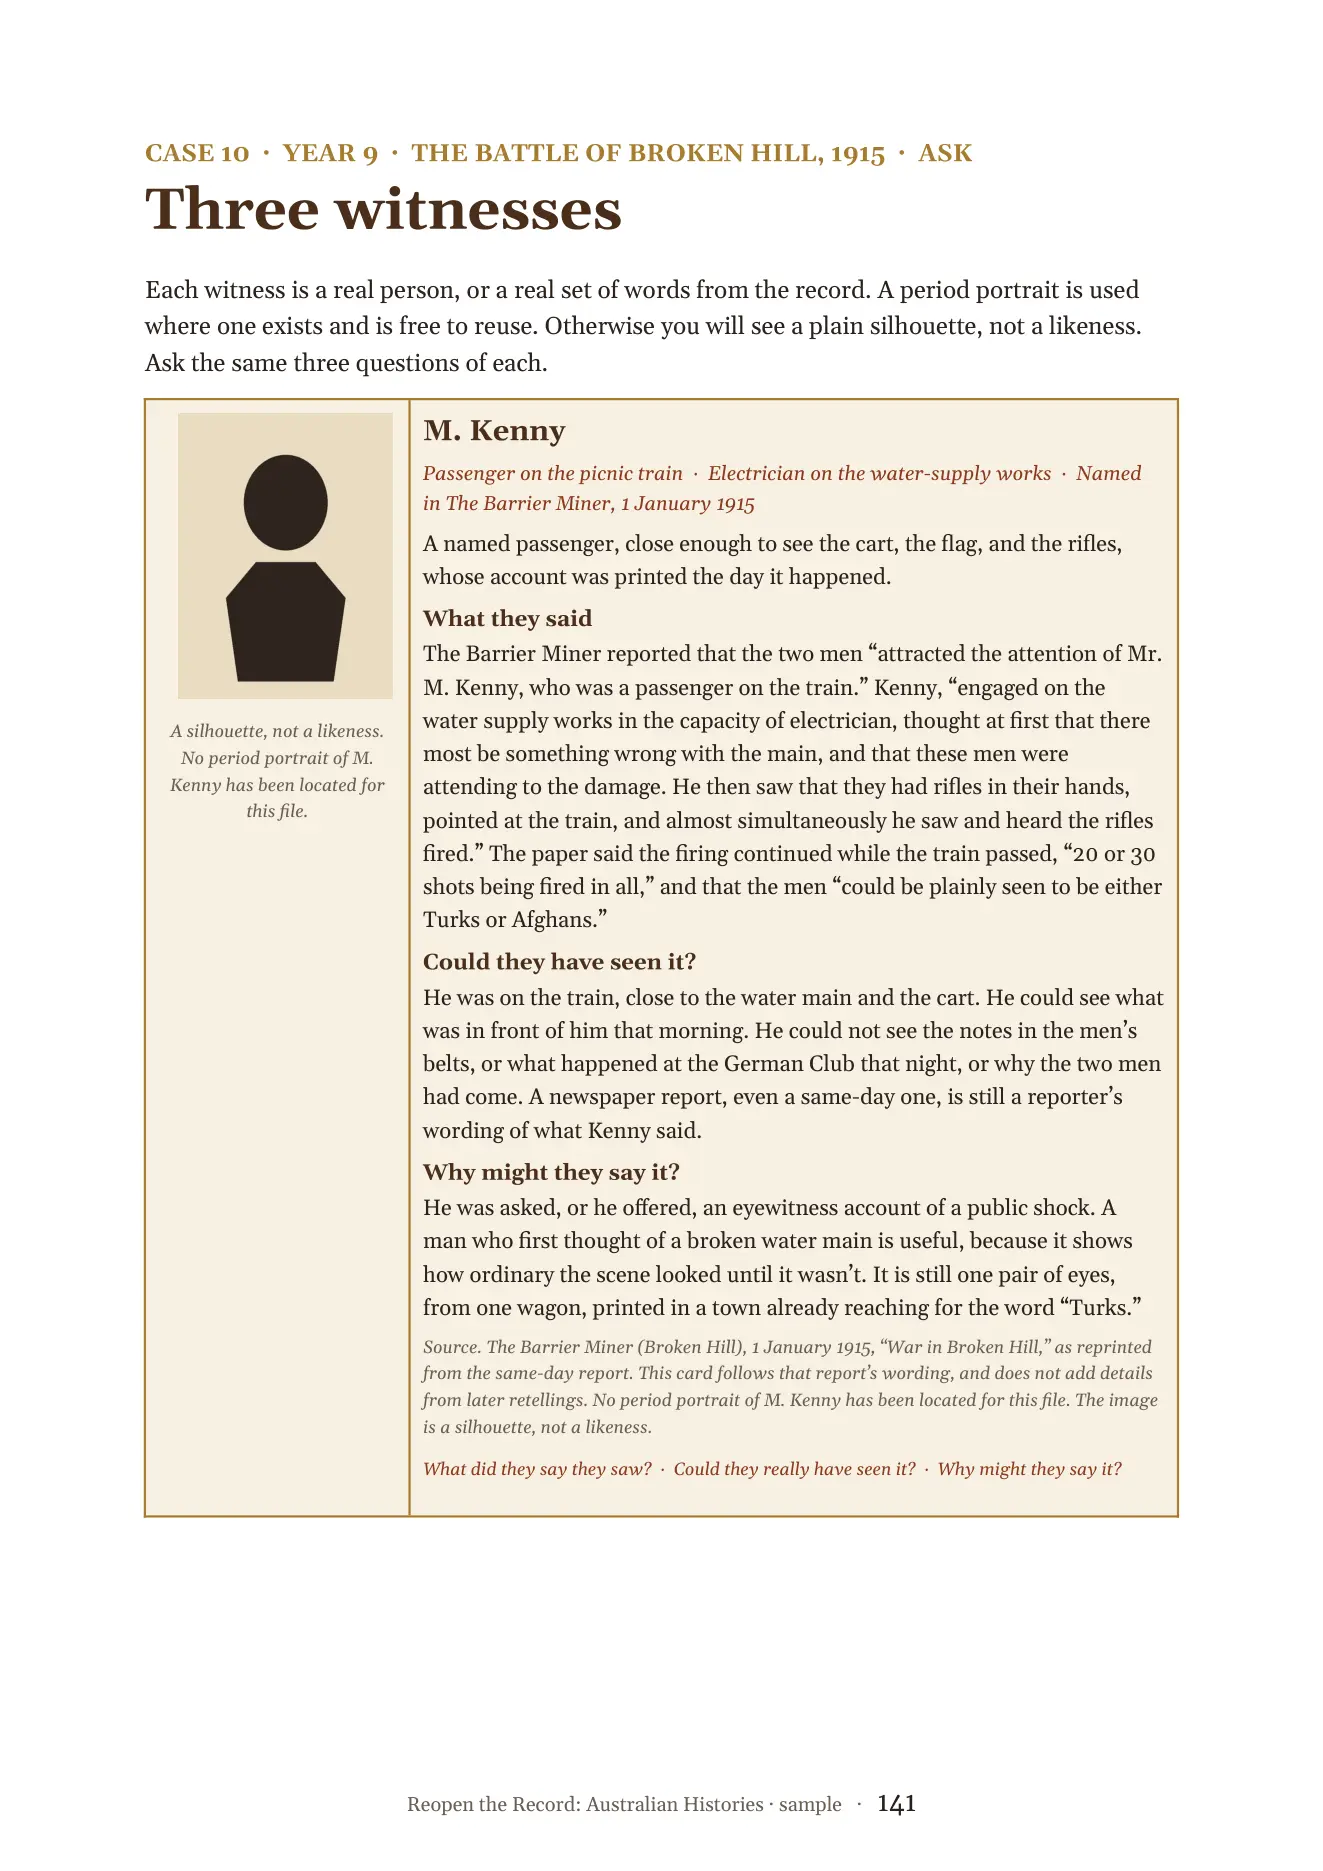 CASE 10 · YEAR 9 · THE BATTLE OF BROKEN HILL, 1915 · ASK
Three witnesses
Each witness is a real person, or a real set of words from the record. A period portrait is used
where one exists and is free to reuse. Otherwise you will see a plain silhouette, not a likeness.
Ask the same three questions of each.
A silhouette, not a likeness.
No period portrait of M.
Kenny has been located for
this file.
M. Kenny
Passenger on the picnic train · Electrician on the water-supply works · Named
in The Barrier Miner, 1 January 1915
A named passenger, close enough to see the cart, the flag, and the rifles,
whose account was printed the day it happened.
What they said
The Barrier Miner reported that the two men “attracted the attention of Mr.
M. Kenny, who was a passenger on the train.” Kenny, “engaged on the
water supply works in the capacity of electrician, thought at first that there
most be something wrong with the main, and that these men were
attending to the damage. He then saw that they had rifles in their hands,
pointed at the train, and almost simultaneously he saw and heard the rifles
fired.” The paper said the firing continued while the train passed, “20 or 30
shots being fired in all,” and that the men “could be plainly seen to be either
Turks or Afghans.”
Could they have seen it?
He was on the train, close to the water main and the cart. He could see what
was in front of him that morning. He could not see the notes in the men’s
belts, or what happened at the German Club that night, or why the two men
had come. A newspaper report, even a same-day one, is still a reporter’s
wording of what Kenny said.
Why might they say it?
He was asked, or he offered, an eyewitness account of a public shock. A
man who first thought of a broken water main is useful, because it shows
how ordinary the scene looked until it wasn’t. It is still one pair of eyes,
from one wagon, printed in a town already reaching for the word “Turks.”
Source. The Barrier Miner (Broken Hill), 1 January 1915, “War in Broken Hill,” as reprinted
from the same-day report. This card follows that report’s wording, and does not add details
from later retellings. No period portrait of M. Kenny has been located for this file. The image
is a silhouette, not a likeness.
What did they say they saw? · Could they really have seen it? · Why might they say it?
Reopen the Record: Australian Histories · sample · 141